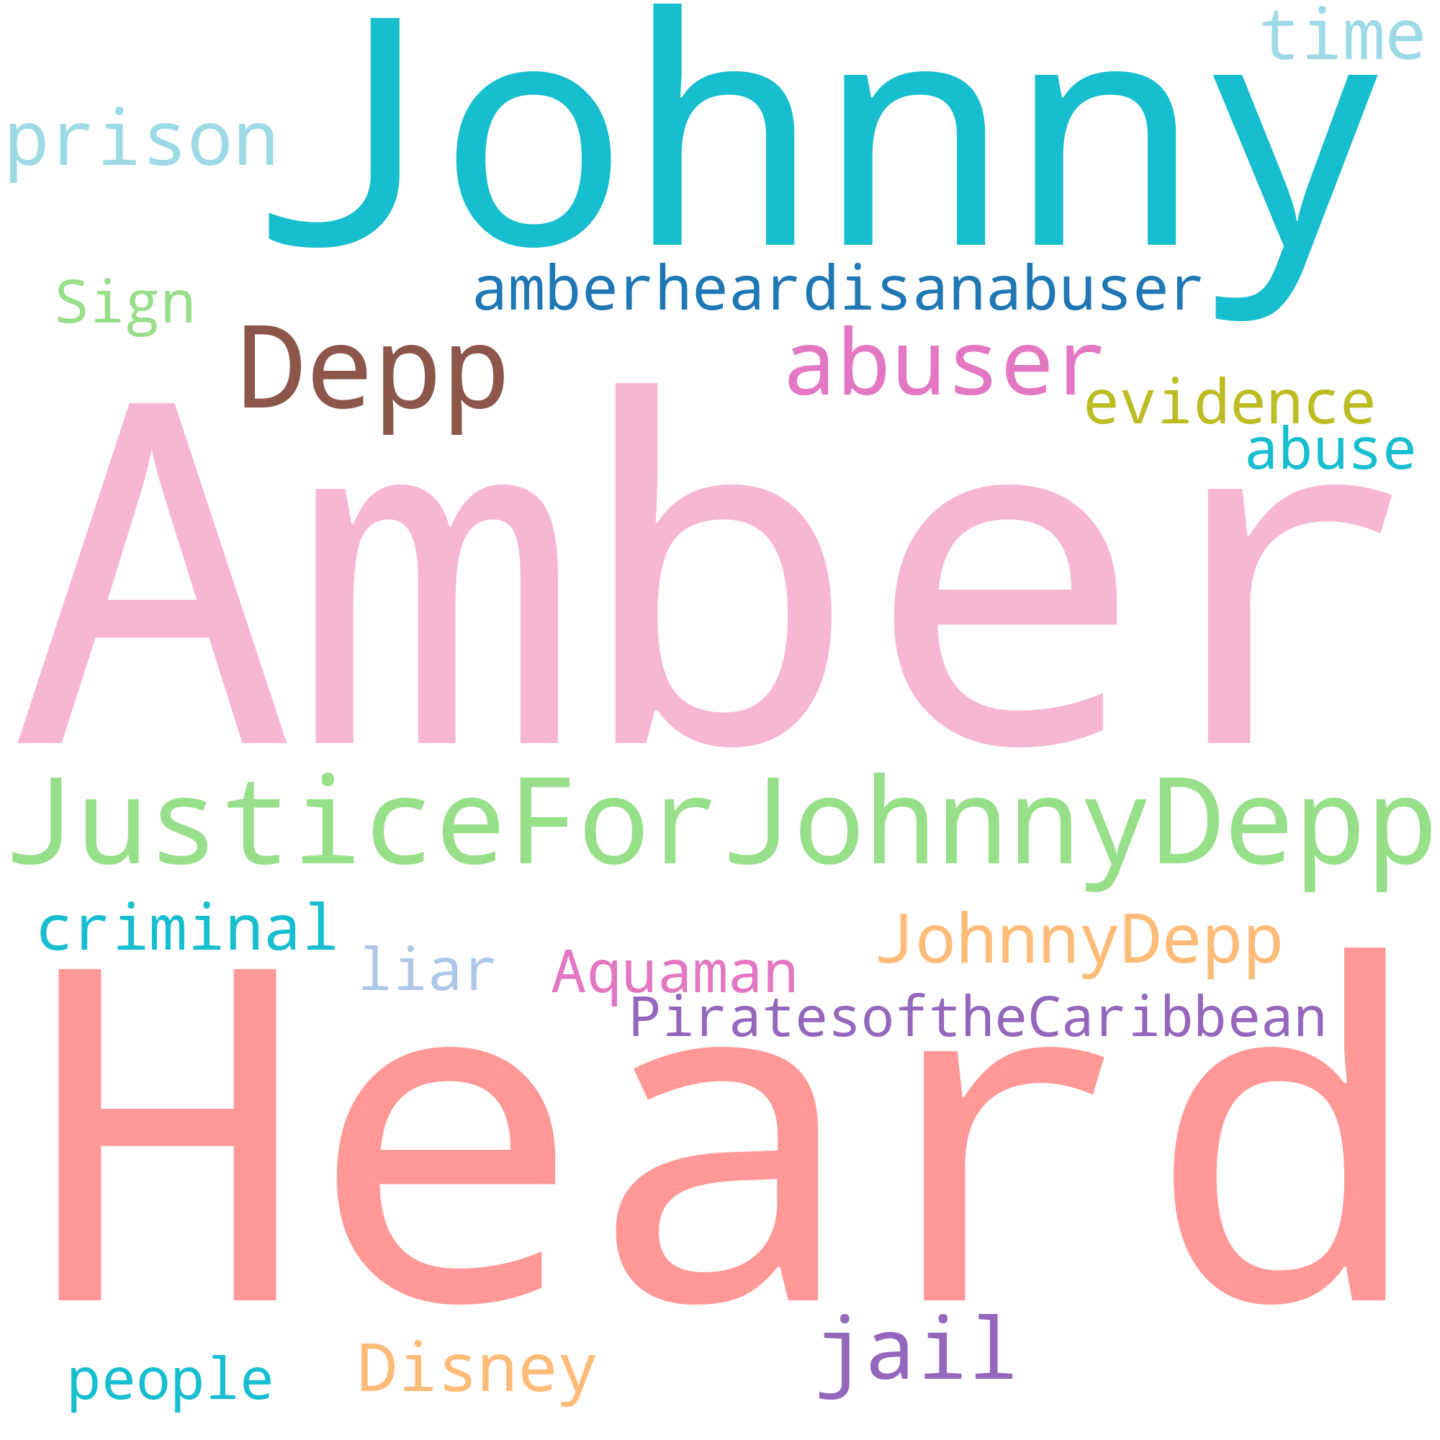 time
Johnny
prison
amberheardisanabuser
Sign
Depp
abuser
evidence
abuse
Amber
JusticeForJohnnyDepp
criminal
JohnnyDepp
liar
Aquaman
PiratesoftheCaribbean
Heard
jail
people
Disney